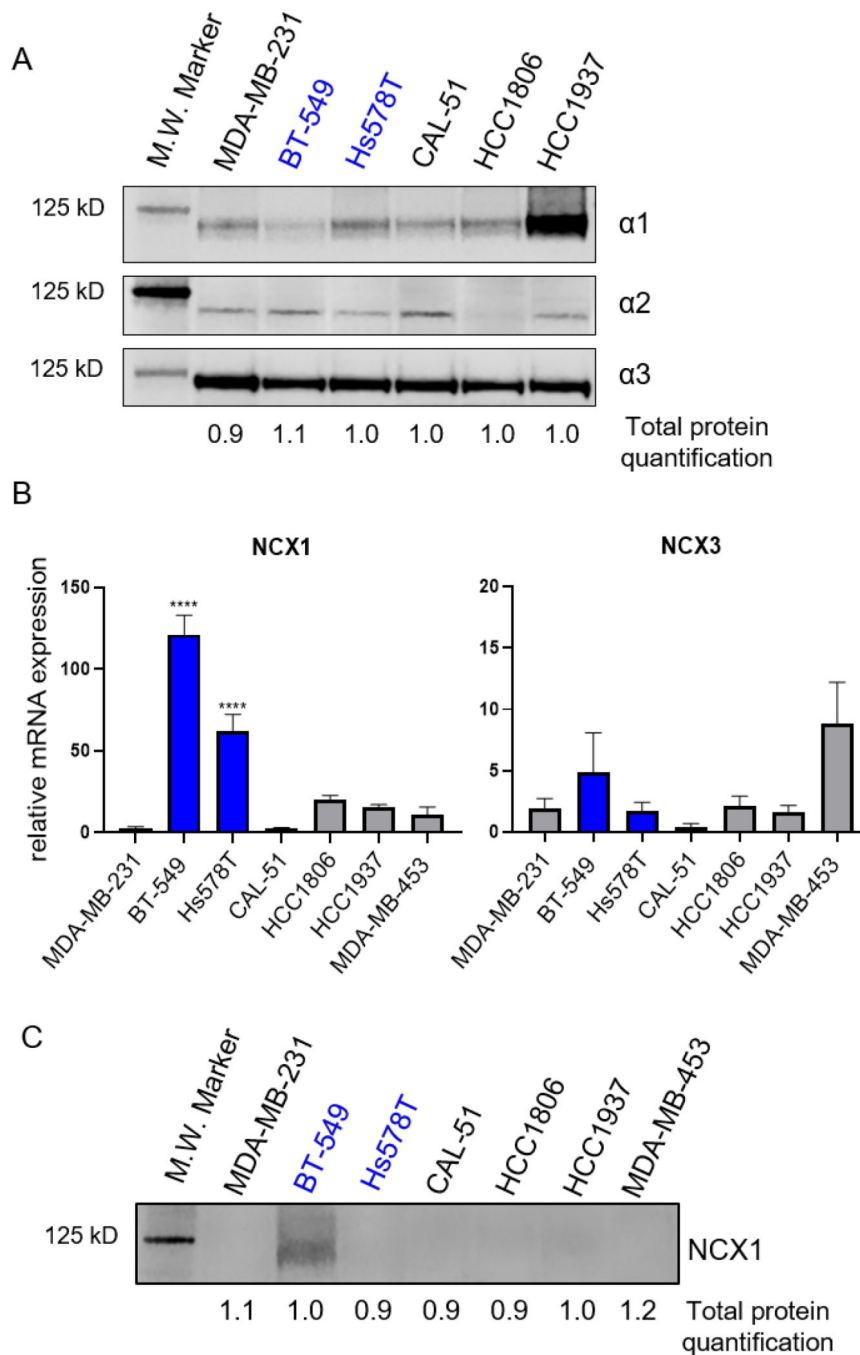 A
M.W. Marker
MDA-MB-231
BT-549
Hs578T
CAL-51
HCC1806
HCC1937
125 kD
α1
125 kD
α2
125 kD
α3
0.9 1.1 1.0 1.0 1.0 1.0 Total protein
quantification
B
NCX1
relative mRNA expression
150
100
50
0
****
****
MDA-MB-231
BT-549
Hs578T
CAL-51
HCC1806
HCC1937
MDA-MB-453
NCX3
20
15
10
5
0
MDA-MB-231
BT-549
Hs578T
CAL-51
HCC1806
HCC1937
MDA-MB-453
C
M.W. Marker
MDA-MB-231
BT-549
Hs578T
CAL-51
HCC1806
HCC1937
MDA-MB-453
125 kD
NCX1
1.1 1.0 0.9 0.9 0.9 1.0 1.2 Total protein
quantification